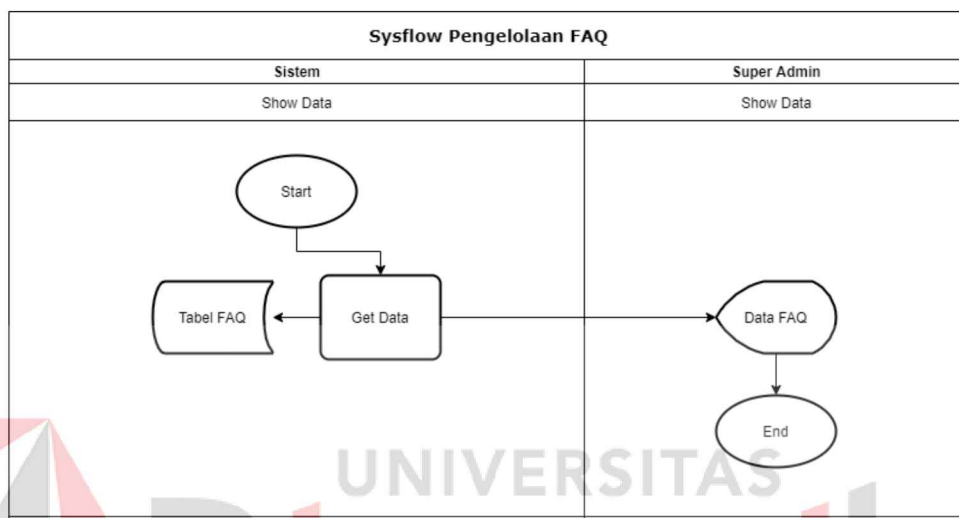 Sysflow Pengelolaan FAQ
Sistem
Super Admin
Show Data
Show Data
Start
Tabel FAQ
Get Data
Data FAQ
End
UNIVERSITAS